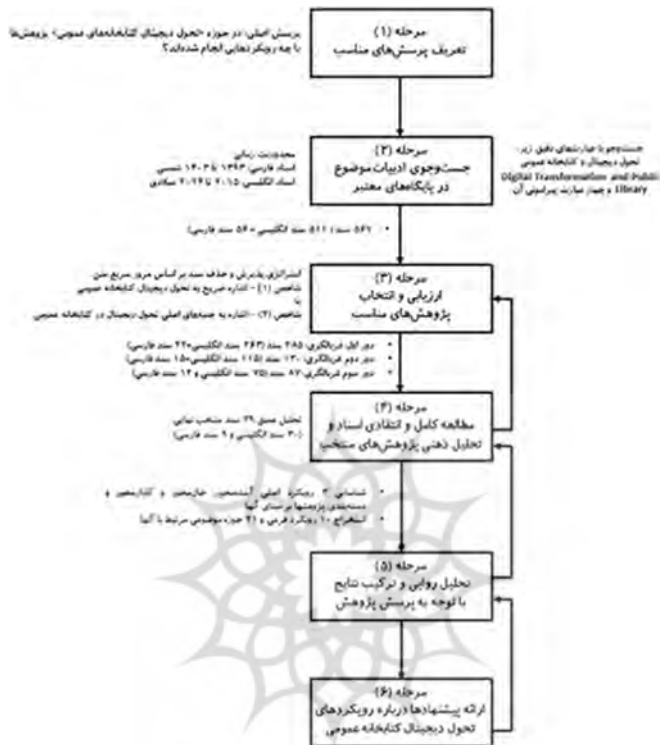 مرحله (۱)
تعریف پرسش‌های مناسب
پرسش اصلی: در حوزه «تحول دیجیتال کتابخانه‌های عمومی» پژوهش‌ها
با چه رویکردهایی انجام شده‌اند؟
مرحله (۲)
جست‌وجوی ادبیات موضوع
در پایگاه‌های معتبر
جست‌وجو با عبارت‌های دقیق زیر:
تحول دیجیتال و کتابخانه عمومی
Digital Transformation and Public
Library و چهار عبارت پیرامونی آن
محدودیت زمانی
اسناد فارسی: ۱۳۹۳ تا ۱۴۰۳ شمسی
اسناد انگلیسی: ۲۰۱۵ تا ۲۰۲۴ میلادی
• ۵۶۷ سند (۵۱۱ سند انگلیسی + ۵۶ سند فارسی)
مرحله (۳)
ارزیابی و انتخاب
پژوهش‌های مناسب
استراتژی پذیرش و حذف سند بر اساس مرور سریع متن
شاخص (۱) - اشاره صریح به تحول دیجیتال کتابخانه عمومی
یا
شاخص (۲) - اشاره به جنبه‌های اصلی تحول دیجیتال در کتابخانه عمومی
• دور اول غربالگری: ۲۸۵ سند (۲۶۳ سند انگلیسی+۲۲ سند فارسی)
• دور دوم غربالگری: ۱۳۰ سند (۱۱۵ سند انگلیسی+۱۵ سند فارسی)
• دور سوم غربالگری: ۸۷ سند (۷۵ سند انگلیسی و ۱۲ سند فارسی)
مرحله (۴)
مطالعه کامل و انتقادی اسناد و
تحلیل ذهنی پژوهش‌های منتخب
تحلیل عمیق ۳۹ سند منتخب نهایی
(۳۰ سند انگلیسی و ۹ سند فارسی)
• شناسایی ۳ رویکرد اصلی آینده‌محور، حال‌محور و گذارمحور و
دسته‌بندی پژوهشها بر مبنای آنها
• استخراج ۱۰ رویکرد فرعی و ۲۱ حوزه موضوعی مرتبط با آنها
مرحله (۵)
تحلیل روایی و ترکیب نتایج
با توجه به پرسش پژوهش
مرحله (۶)
ارائه پیشنهادها درباره رویکردهای
تحول دیجیتال کتابخانه عمومی